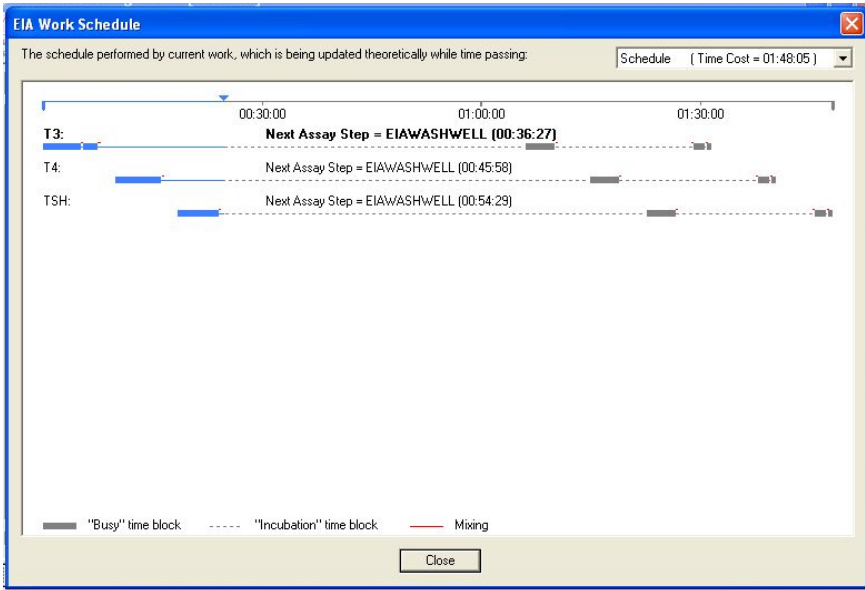 EIA Work Schedule
The schedule performed by current work, which is being updated theoretically while time passing:
Schedule ( Time Cost = 01:48:05 )
00:30:00 01:00:00 01:30:00
T3: Next Assay Step = EIAWASHWELL (00:36:27)
T4: Next Assay Step = EIAWASHWELL (00:45:58)
TSH: Next Assay Step = EIAWASHWELL (00:54:29)
"Busy" time block "Incubation" time block Mixing
Close